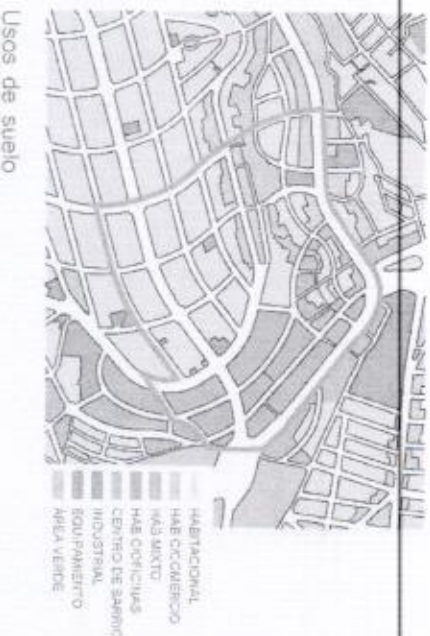 Usos de suelo
HABITACIONAL
HAB C/COMERCIO
HAB MIXTO
HAB C/OFICINAS
CENTRO DE BARRIO
INDUSTRIAL
EQUIPAMIENTO
ÁREA VERDE